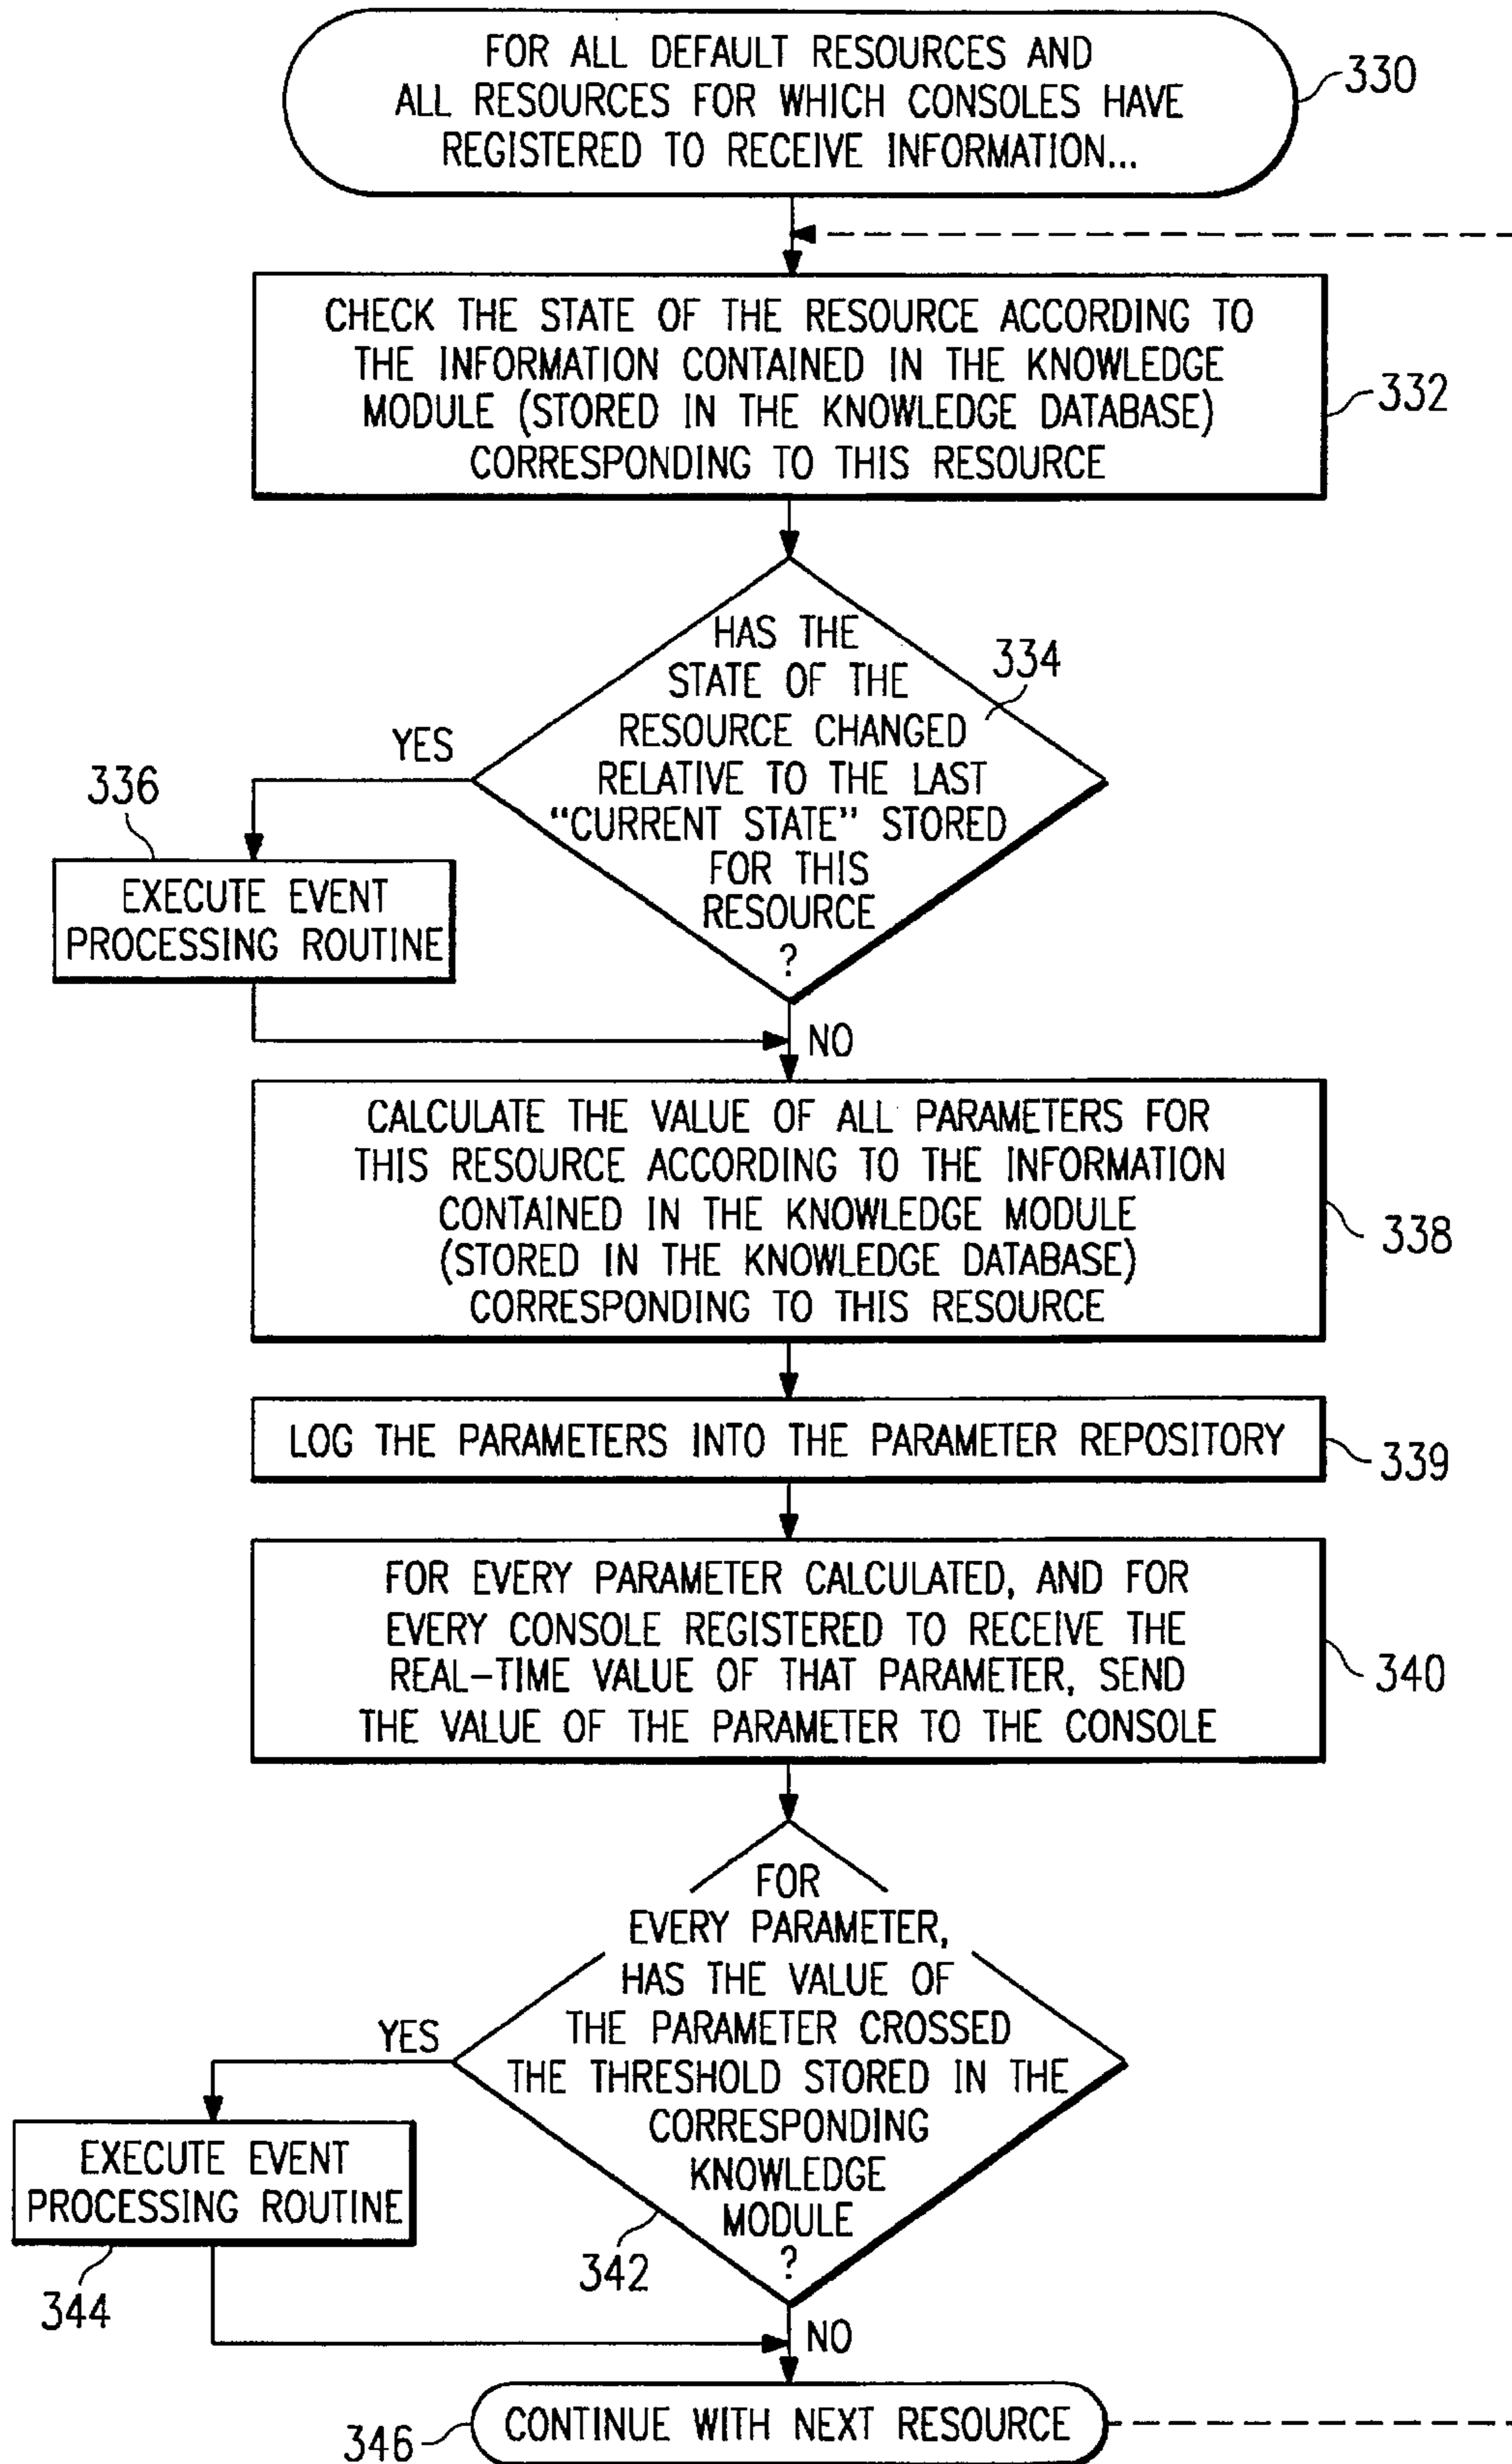 FOR ALL DEFAULT RESOURCES AND
ALL RESOURCES FOR WHICH CONSOLES HAVE
REGISTERED TO RECEIVE INFORMATION...
330
CHECK THE STATE OF THE RESOURCE ACCORDING TO
THE INFORMATION CONTAINED IN THE KNOWLEDGE
MODULE (STORED IN THE KNOWLEDGE DATABASE)
CORRESPONDING TO THIS RESOURCE
332
HAS THE
STATE OF THE
RESOURCE CHANGED
RELATIVE TO THE LAST
"CURRENT STATE" STORED
FOR THIS
RESOURCE
?
334
YES
336
EXECUTE EVENT
PROCESSING ROUTINE
NO
CALCULATE THE VALUE OF ALL PARAMETERS FOR
THIS RESOURCE ACCORDING TO THE INFORMATION
CONTAINED IN THE KNOWLEDGE MODULE
(STORED IN THE KNOWLEDGE DATABASE)
CORRESPONDING TO THIS RESOURCE
338
LOG THE PARAMETERS INTO THE PARAMETER REPOSITORY
339
FOR EVERY PARAMETER CALCULATED, AND FOR
EVERY CONSOLE REGISTERED TO RECEIVE THE
REAL-TIME VALUE OF THAT PARAMETER, SEND
THE VALUE OF THE PARAMETER TO THE CONSOLE
340
FOR
EVERY PARAMETER,
HAS THE VALUE OF
THE PARAMETER CROSSED
THE THRESHOLD STORED IN THE
CORRESPONDING
KNOWLEDGE
MODULE
?
342
YES
EXECUTE EVENT
PROCESSING ROUTINE
344
NO
CONTINUE WITH NEXT RESOURCE
346